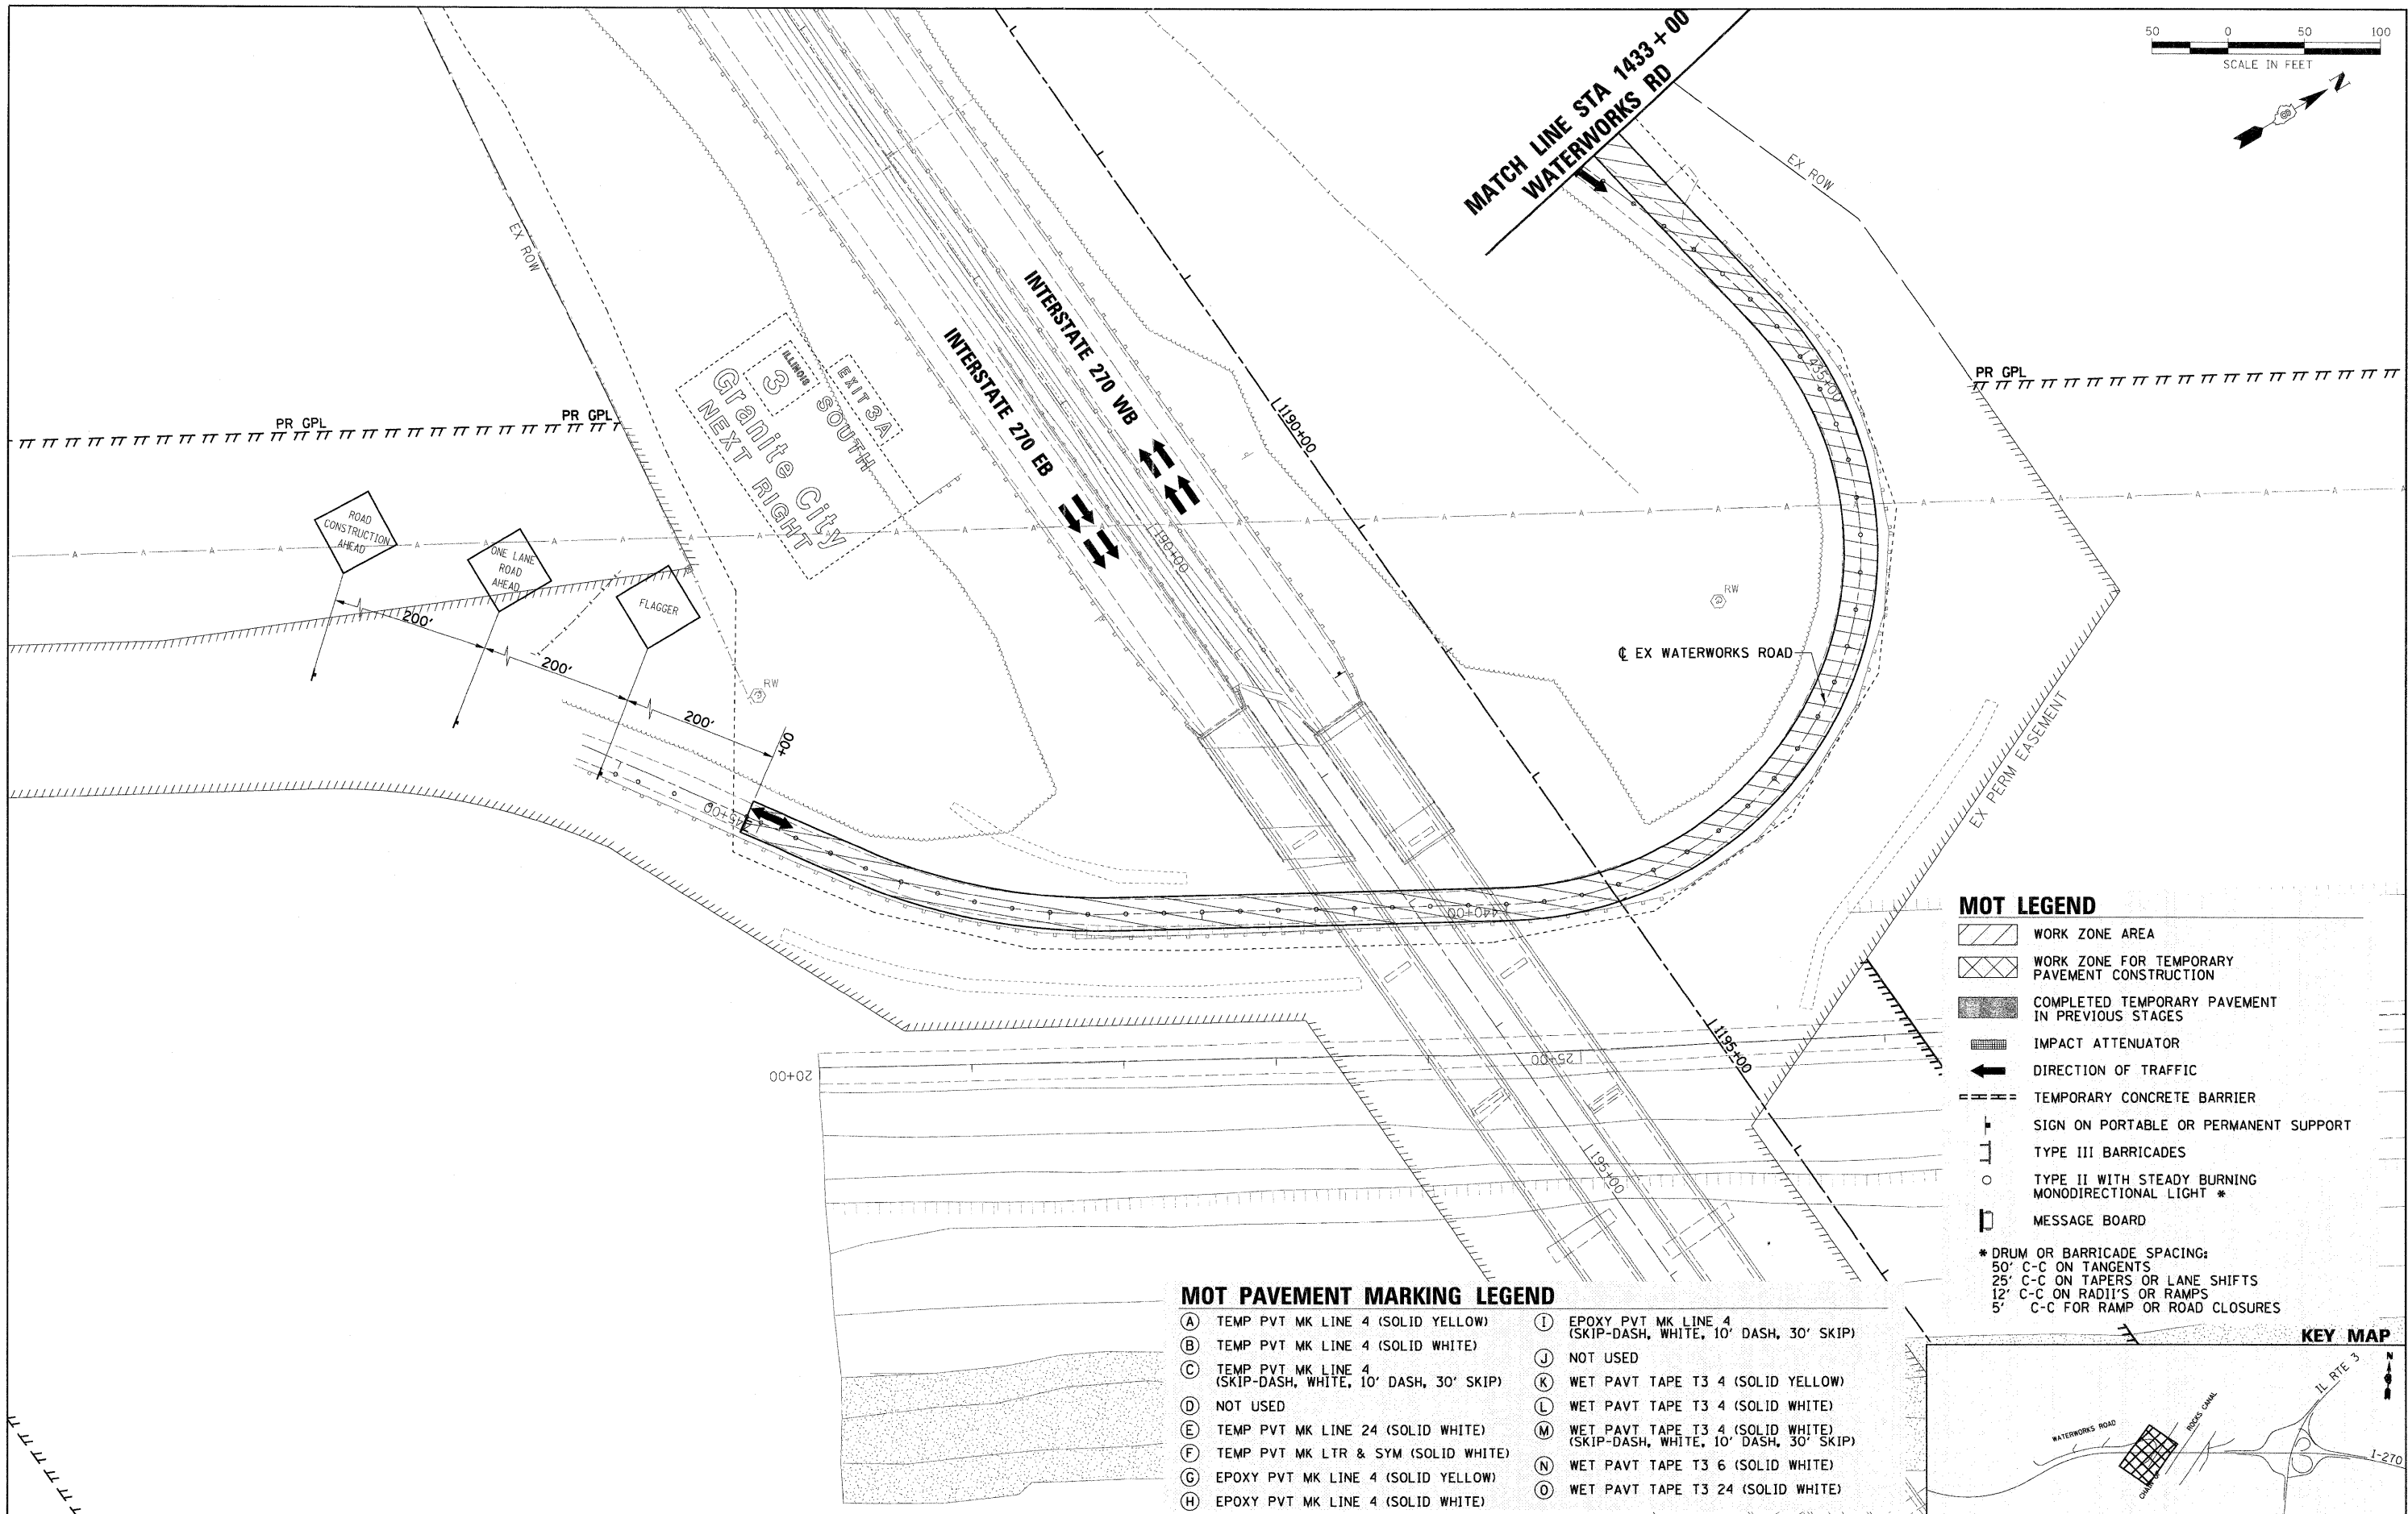 50 0 50 100
SCALE IN FEET
N
MATCH LINE STA 1433+00
WATERWORKS RD
EX ROW
EX ROW
INTERSTATE 270 WB
INTERSTATE 270 EB
EXIT 3A
ILLINOIS
3
SOUTH
Granite City
NEXT RIGHT
1190+00
1435+00
PR GPL
PR GPL
PR GPL
190+00
ROAD
CONSTRUCTION
AHEAD
ONE LANE
ROAD
AHEAD
FLAGGER
200'
200'
200'
+00
RW
RW
℄ EX WATERWORKS ROAD
EX PERM EASEMENT
1445+00
1440+00
20+00
25+00
1195+00
195+00
MOT LEGEND
WORK ZONE AREA
WORK ZONE FOR TEMPORARY
PAVEMENT CONSTRUCTION
COMPLETED TEMPORARY PAVEMENT
IN PREVIOUS STAGES
IMPACT ATTENUATOR
DIRECTION OF TRAFFIC
TEMPORARY CONCRETE BARRIER
SIGN ON PORTABLE OR PERMANENT SUPPORT
TYPE III BARRICADES
TYPE II WITH STEADY BURNING
MONODIRECTIONAL LIGHT *
MESSAGE BOARD
* DRUM OR BARRICADE SPACING:
50' C-C ON TANGENTS
25' C-C ON TAPERS OR LANE SHIFTS
12' C-C ON RADII'S OR RAMPS
5' C-C FOR RAMP OR ROAD CLOSURES
MOT PAVEMENT MARKING LEGEND
A TEMP PVT MK LINE 4 (SOLID YELLOW)
B TEMP PVT MK LINE 4 (SOLID WHITE)
C TEMP PVT MK LINE 4
(SKIP-DASH, WHITE, 10' DASH, 30' SKIP)
D NOT USED
E TEMP PVT MK LINE 24 (SOLID WHITE)
F TEMP PVT MK LTR & SYM (SOLID WHITE)
G EPOXY PVT MK LINE 4 (SOLID YELLOW)
H EPOXY PVT MK LINE 4 (SOLID WHITE)
I EPOXY PVT MK LINE 4
(SKIP-DASH, WHITE, 10' DASH, 30' SKIP)
J NOT USED
K WET PAVT TAPE T3 4 (SOLID YELLOW)
L WET PAVT TAPE T3 4 (SOLID WHITE)
M WET PAVT TAPE T3 4 (SOLID WHITE)
(SKIP-DASH, WHITE, 10' DASH, 30' SKIP)
N WET PAVT TAPE T3 6 (SOLID WHITE)
O WET PAVT TAPE T3 24 (SOLID WHITE)
KEY MAP
N
IL RTE 3
WATERWORKS ROAD
ROCKS CANAL
I-270